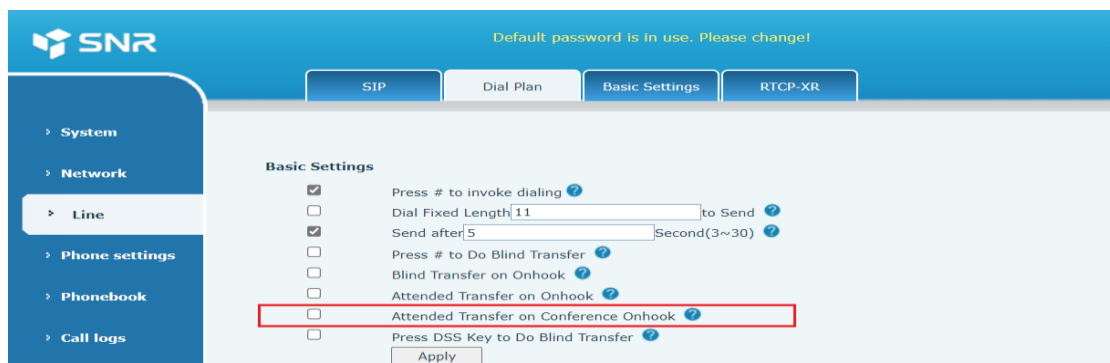 SNR
Default password is in use. Please change!
SIP
Dial Plan
Basic Settings
RTCP-XR
› System
› Network
› Line
› Phone settings
› Phonebook
› Call logs
Basic Settings
Press # to invoke dialing ?
Dial Fixed Length 11 to Send ?
Send after 5 Second(3~30) ?
Press # to Do Blind Transfer ?
Blind Transfer on Onhook ?
Attended Transfer on Onhook ?
Attended Transfer on Conference Onhook ?
Press DSS Key to Do Blind Transfer ?
Apply